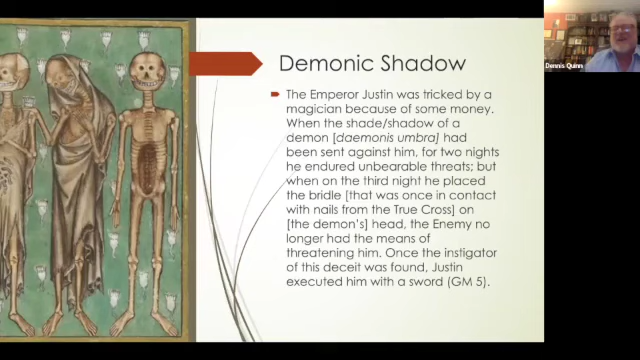 Demonic Shadow
The Emperor Justin was tricked by a
magician because of some money.
When the shade/shadow of a
demon [daemonis umbra] had
been sent against him, for two nights
he endured unbearable threats; but
when on the third night he placed
the bridle [that was once in contact
with nails from the True Cross] on
[the demon's] head, the Enemy no
longer had the means of
threatening him. Once the instigator
of this deceit was found, Justin
executed him with a sword (GM 5).
Dennis Quinn